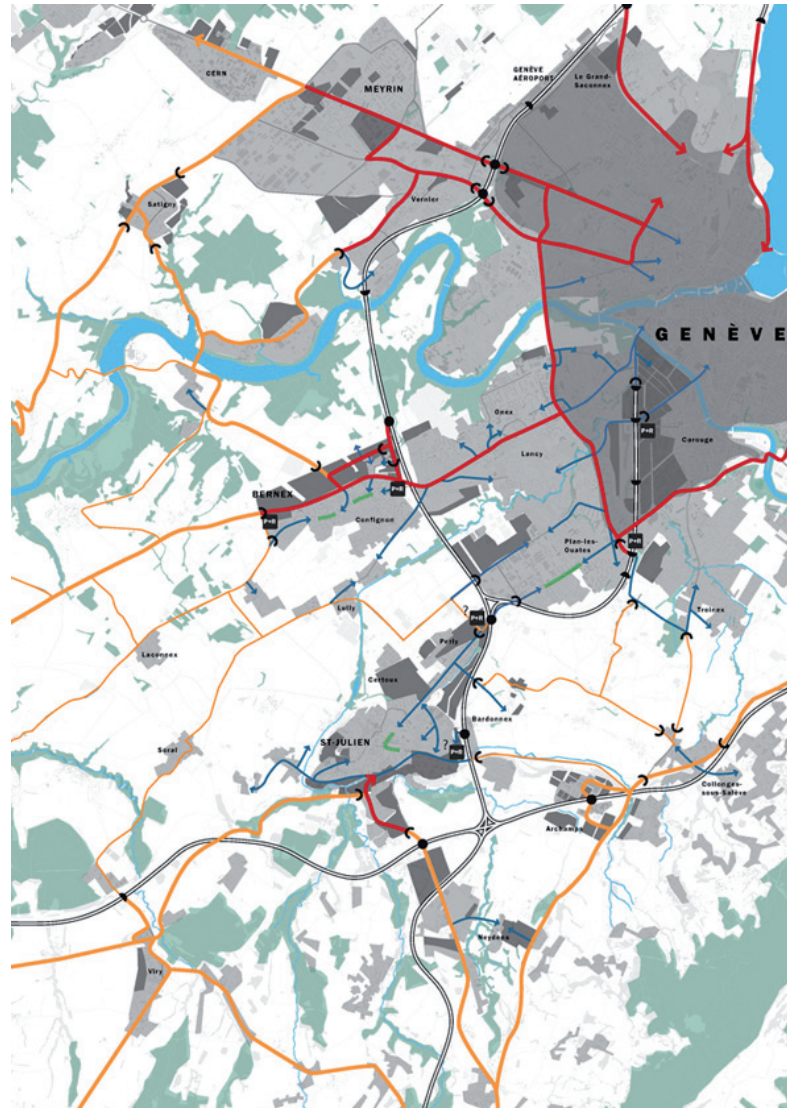 GENÈVE
AÉROPORT
Le Grand-
Saconnex
CERN
MEYRIN
Satigny
Vernier
GENÈVE
Onex
P+R
Carouge
Lancy
BERNEX
P+R
P+R
Confignon
Plan-les-
Ouates
P+R
Lully
?
P+R
Troinex
Perly
Laconnex
Certoux
Bardonnex
Soral
ST-JULIEN
?
P+R
Collonges-
sous-Salève
Archamps
Neydens
Viry